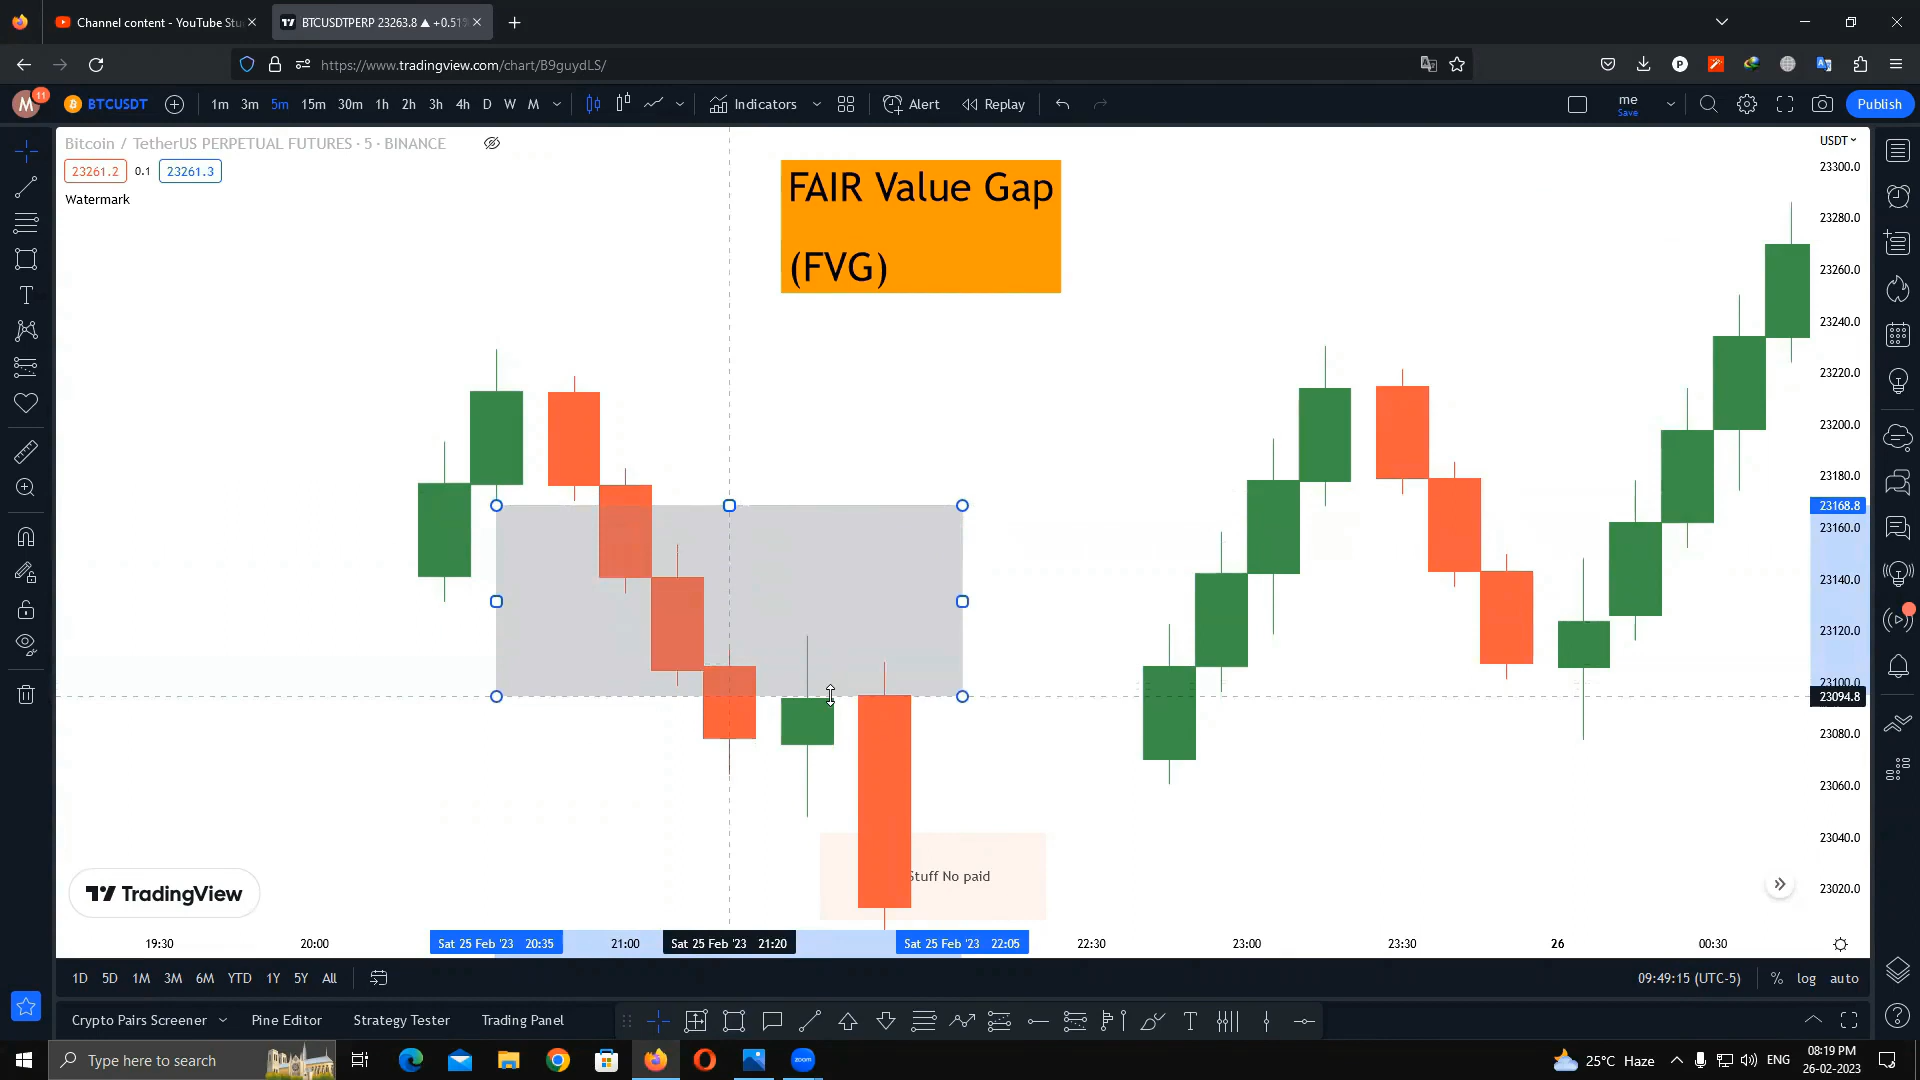 Channel content - YouTube Stu
BTCUSDTPERP 23263.8 ▲ +0.51%
https://www.tradingview.com/chart/B9guydLS/
M 11
BTCUSDT 1m 3m 5m 15m 30m 1h 2h 3h 4h D W M Indicators Alert Replay me Save Publish
Bitcoin / TetherUS PERPETUAL FUTURES · 5 · BINANCE
23261.2 0.1 23261.3
Watermark
FAIR Value Gap
(FVG)
USDT
23300.0
23280.0
23260.0
23240.0
23220.0
23200.0
23180.0
23168.8
23160.0
23140.0
23120.0
23100.0
23094.8
23080.0
23060.0
23040.0
23020.0
Stuff No paid
TradingView
19:30 20:00 Sat 25 Feb '23 20:35 21:00 Sat 25 Feb '23 21:20 Sat 25 Feb '23 22:05 22:30 23:00 23:30 26 00:30
1D 5D 1M 3M 6M YTD 1Y 5Y All 09:49:15 (UTC-5) % log auto
Crypto Pairs Screener Pine Editor Strategy Tester Trading Panel
Type here to search
zoom
25°C Haze ENG 08:19 PM
26-02-2023